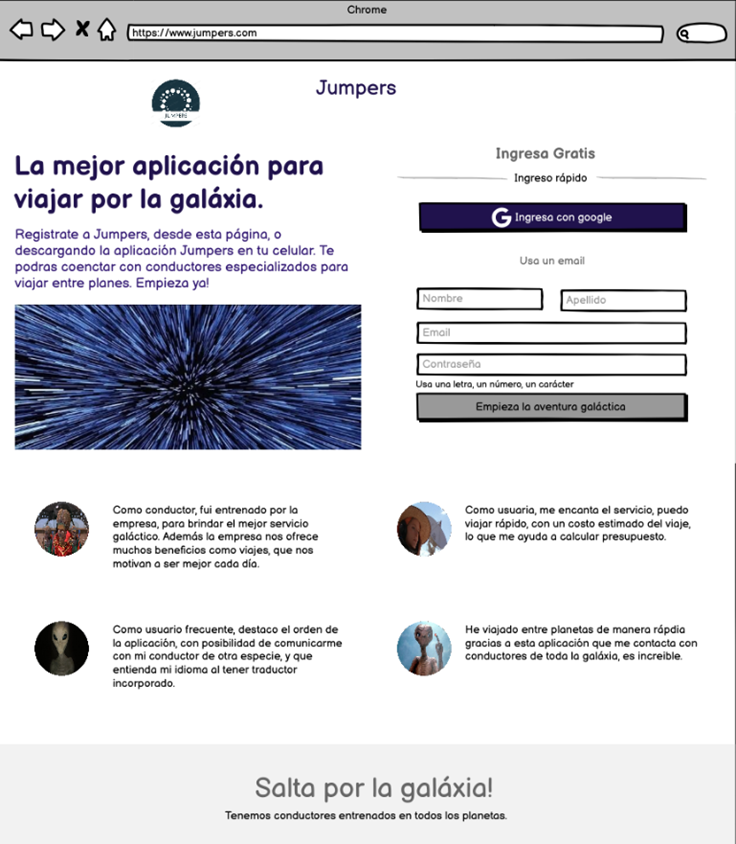 Chrome
https://www.jumpers.com
JUMPERS
Jumpers
La mejor aplicación para
viajar por la galáxia.
Registrate a Jumpers, desde esta página, o
descargando la aplicación Jumpers en tu celular. Te
podras coenctar con conductores especializados para
viajar entre planes. Empieza ya!
Ingresa Gratis
Ingreso rápido
G Ingresa con google
Usa un email
Nombre
Apellido
Email
Contraseña
Usa una letra, un número, un carácter
Empieza la aventura galáctica
Como conductor, fui entrenado por la
empresa, para brindar el mejor servicio
galáctico. Además la empresa nos ofrece
muchos beneficios como viajes, que nos
motivan a ser mejor cada día.
Como usuaria, me encanta el servicio, puedo
viajar rápido, con un costo estimado del viaje,
lo que me ayuda a calcular presupuesto.
Como usuario frecuente, destaco el orden de
la aplicación, con posibilidad de comunicarme
con mi conductor de otra especie, y que
entienda mi idioma al tener traductor
incorporado.
He viajado entre planetas de manera rápdia
gracias a esta aplicación que me contacta con
conductores de toda la galáxia, es increible.
Salta por la galáxia!
Tenemos conductores entrenados en todos los planetas.